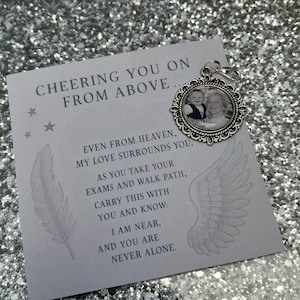 CHEERING YOU ON
FROM ABOVE
EVEN FROM HEAVEN,
MY LOVE SURROUNDS YOU.
AS YOU TAKE YOUR
EXAMS AND WALK PATH,
CARRY THIS WITH
YOU AND KNOW:
I AM NEAR,
AND YOU ARE
NEVER ALONE.